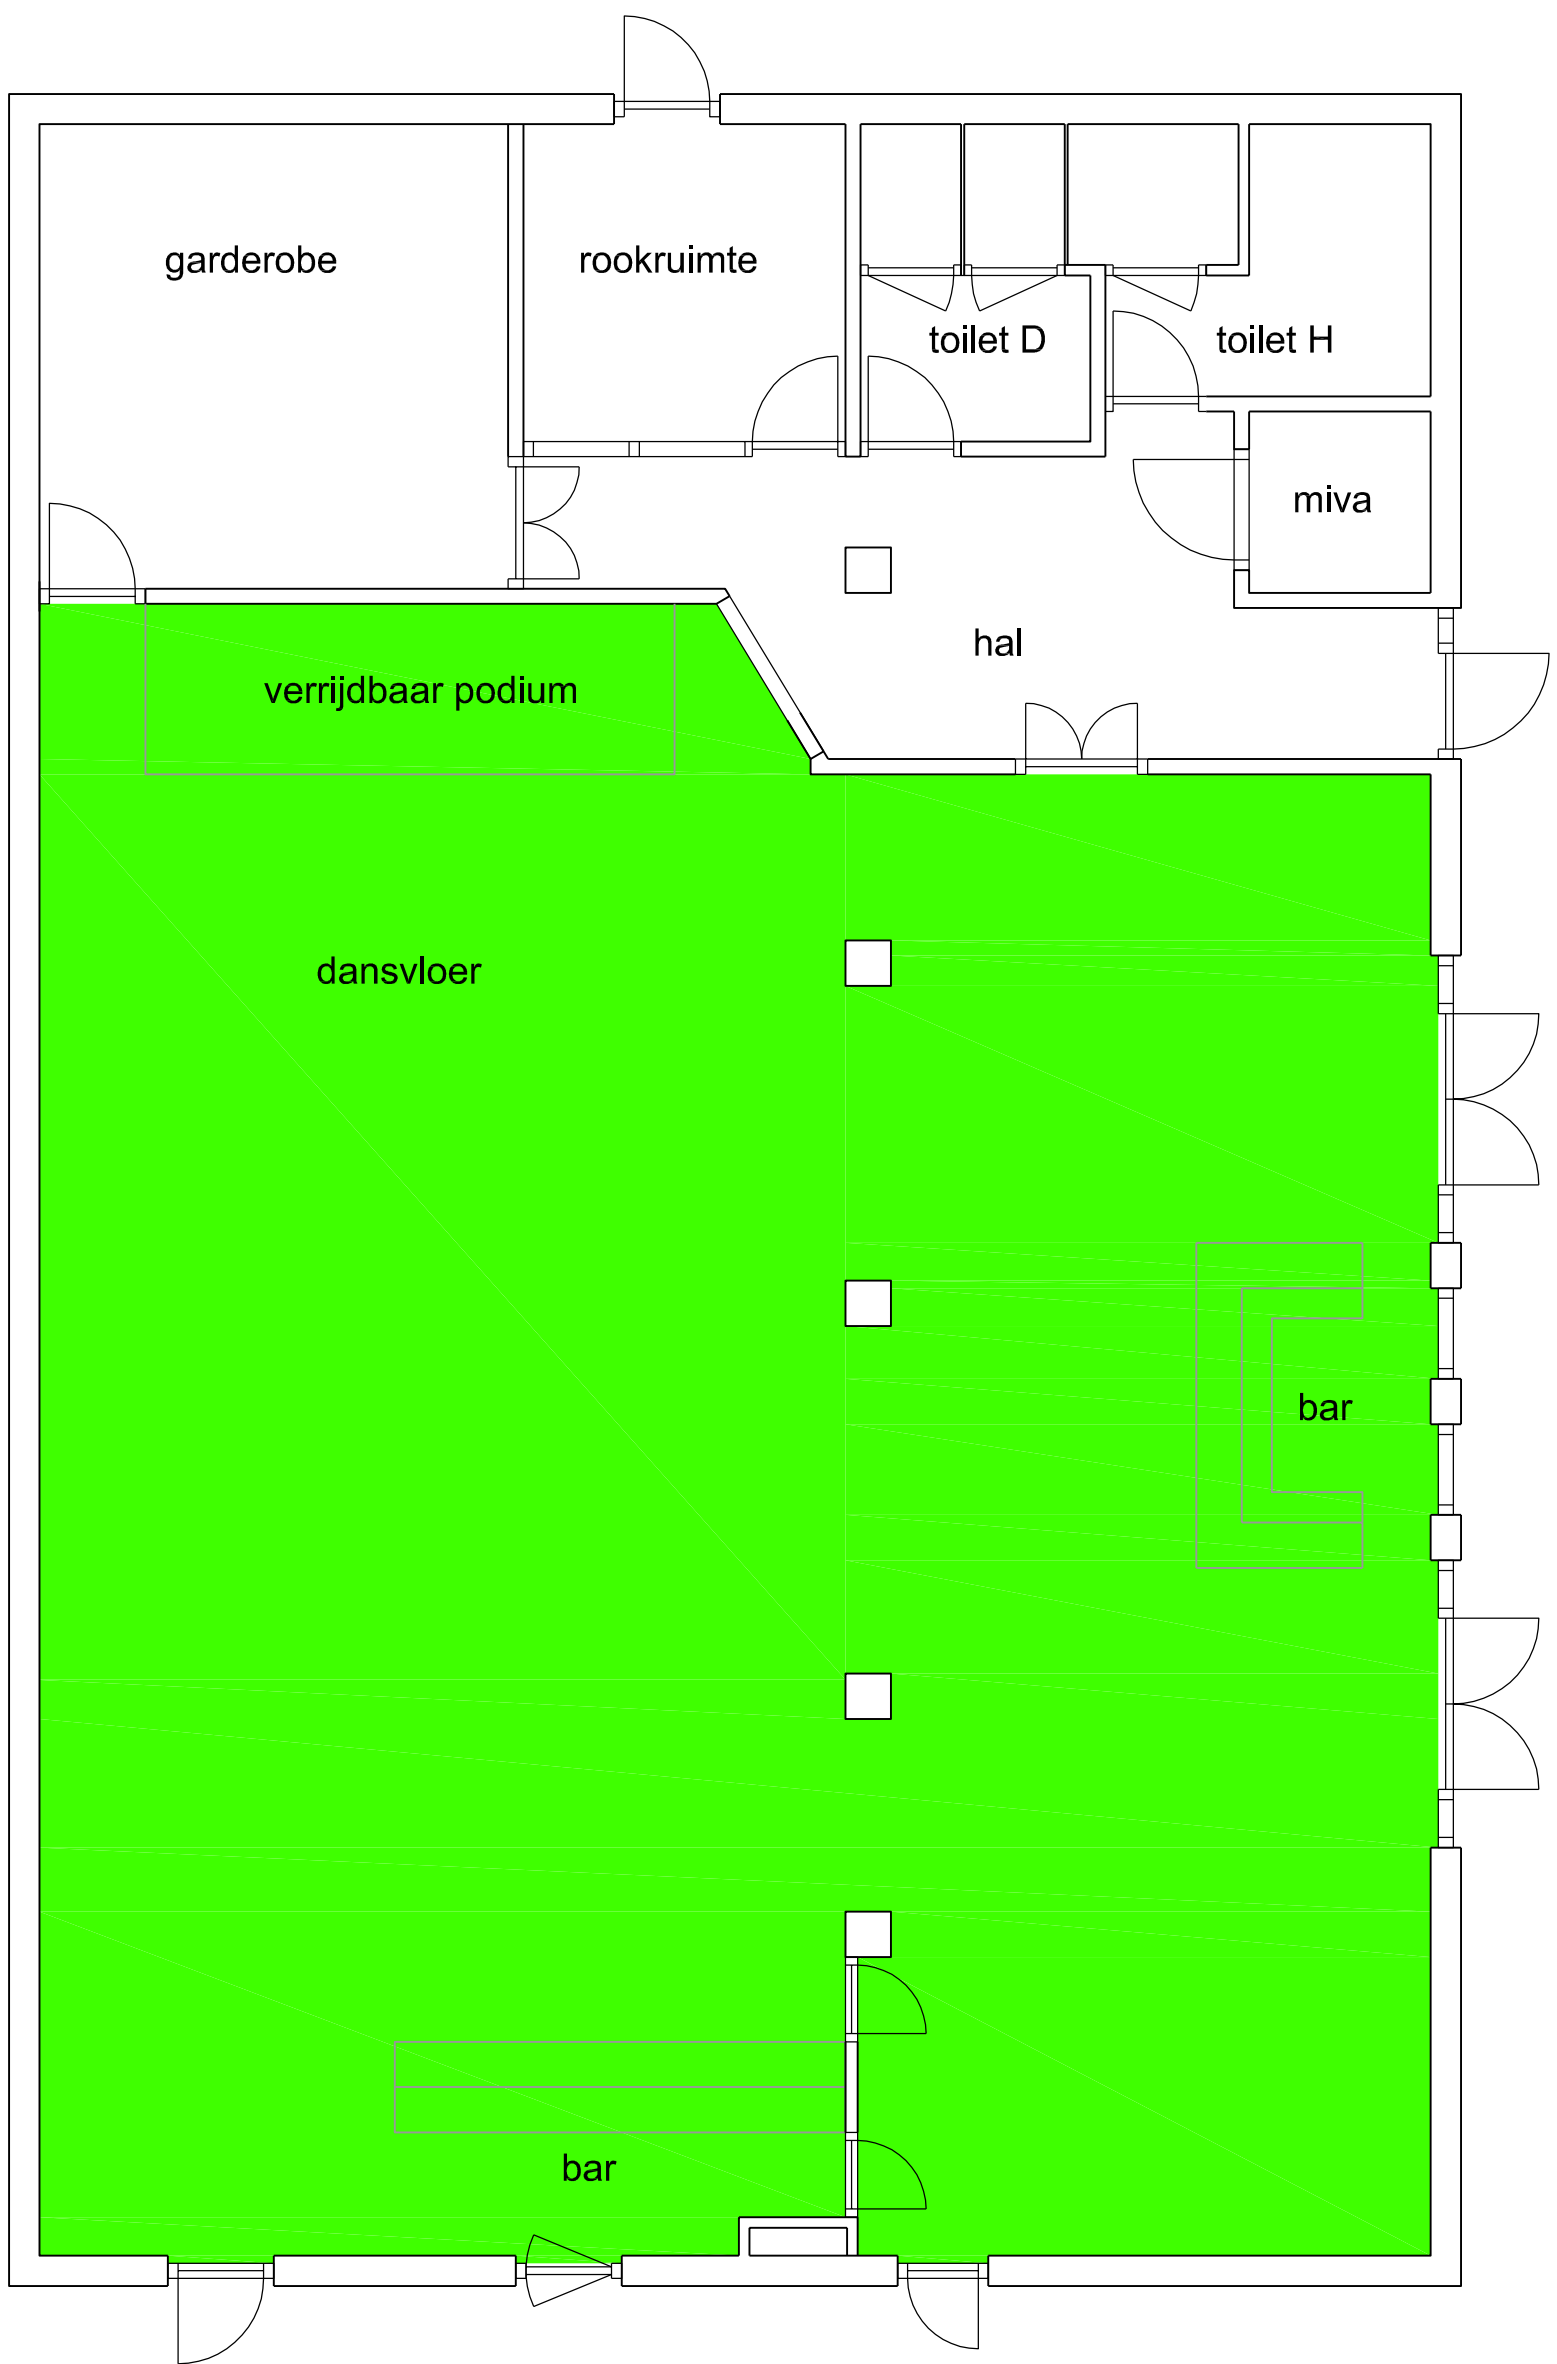 garderobe
rookruimte
toilet D
toilet H
miva
hal
verrijdbaar podium
dansvloer
bar
bar